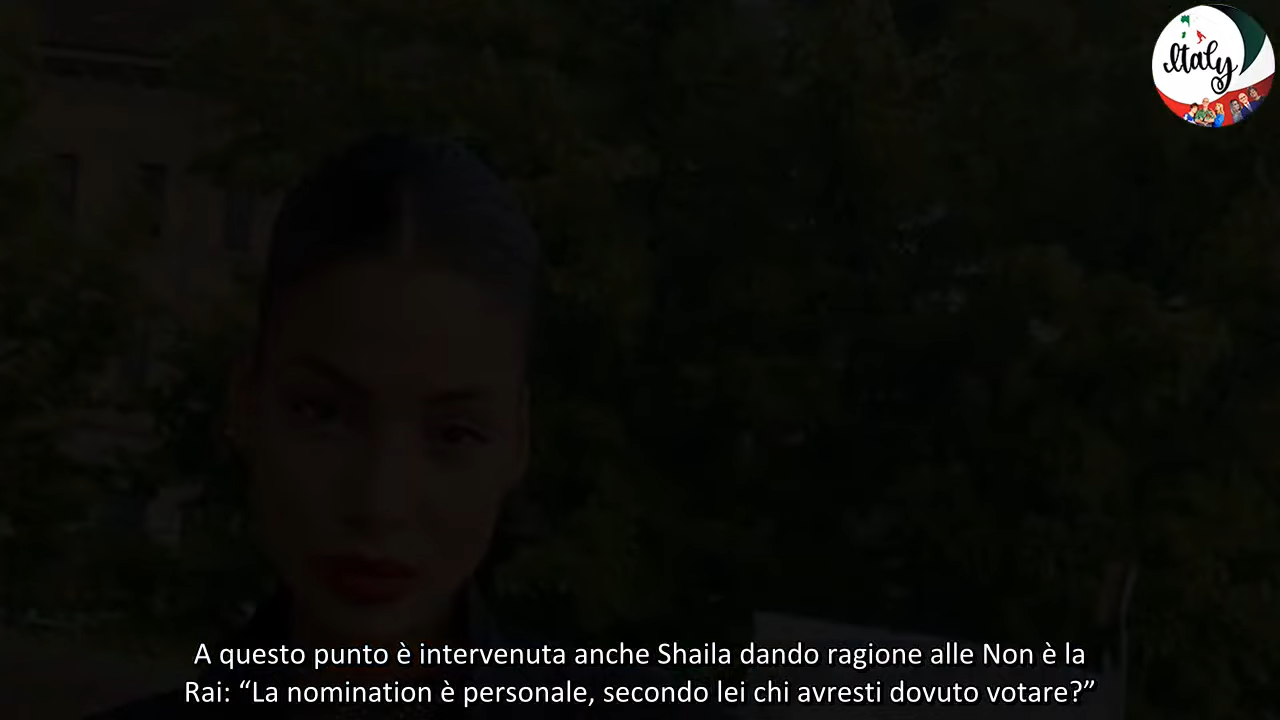 Italy
A questo punto è intervenuta anche Shaila dando ragione alle Non è la
Rai: “La nomination è personale, secondo lei chi avresti dovuto votare?”